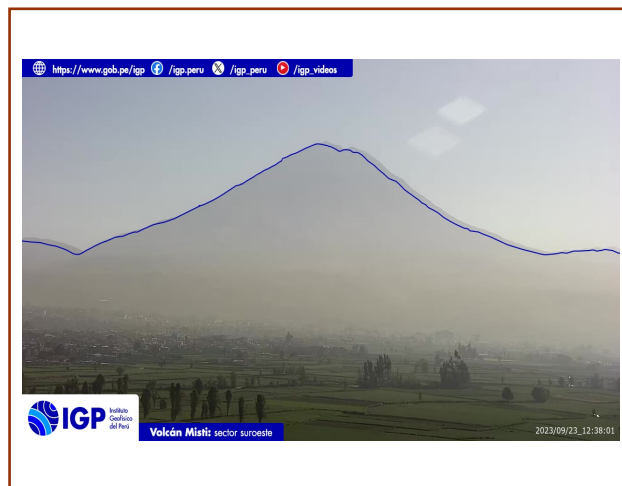 https://www.gob.pe/igp /igp.peru /igp_peru /igp_videos
IGP
Instituto
Geofísico
del Perú
Volcán Misti: sector suroeste
2023/09/23_12:38:01